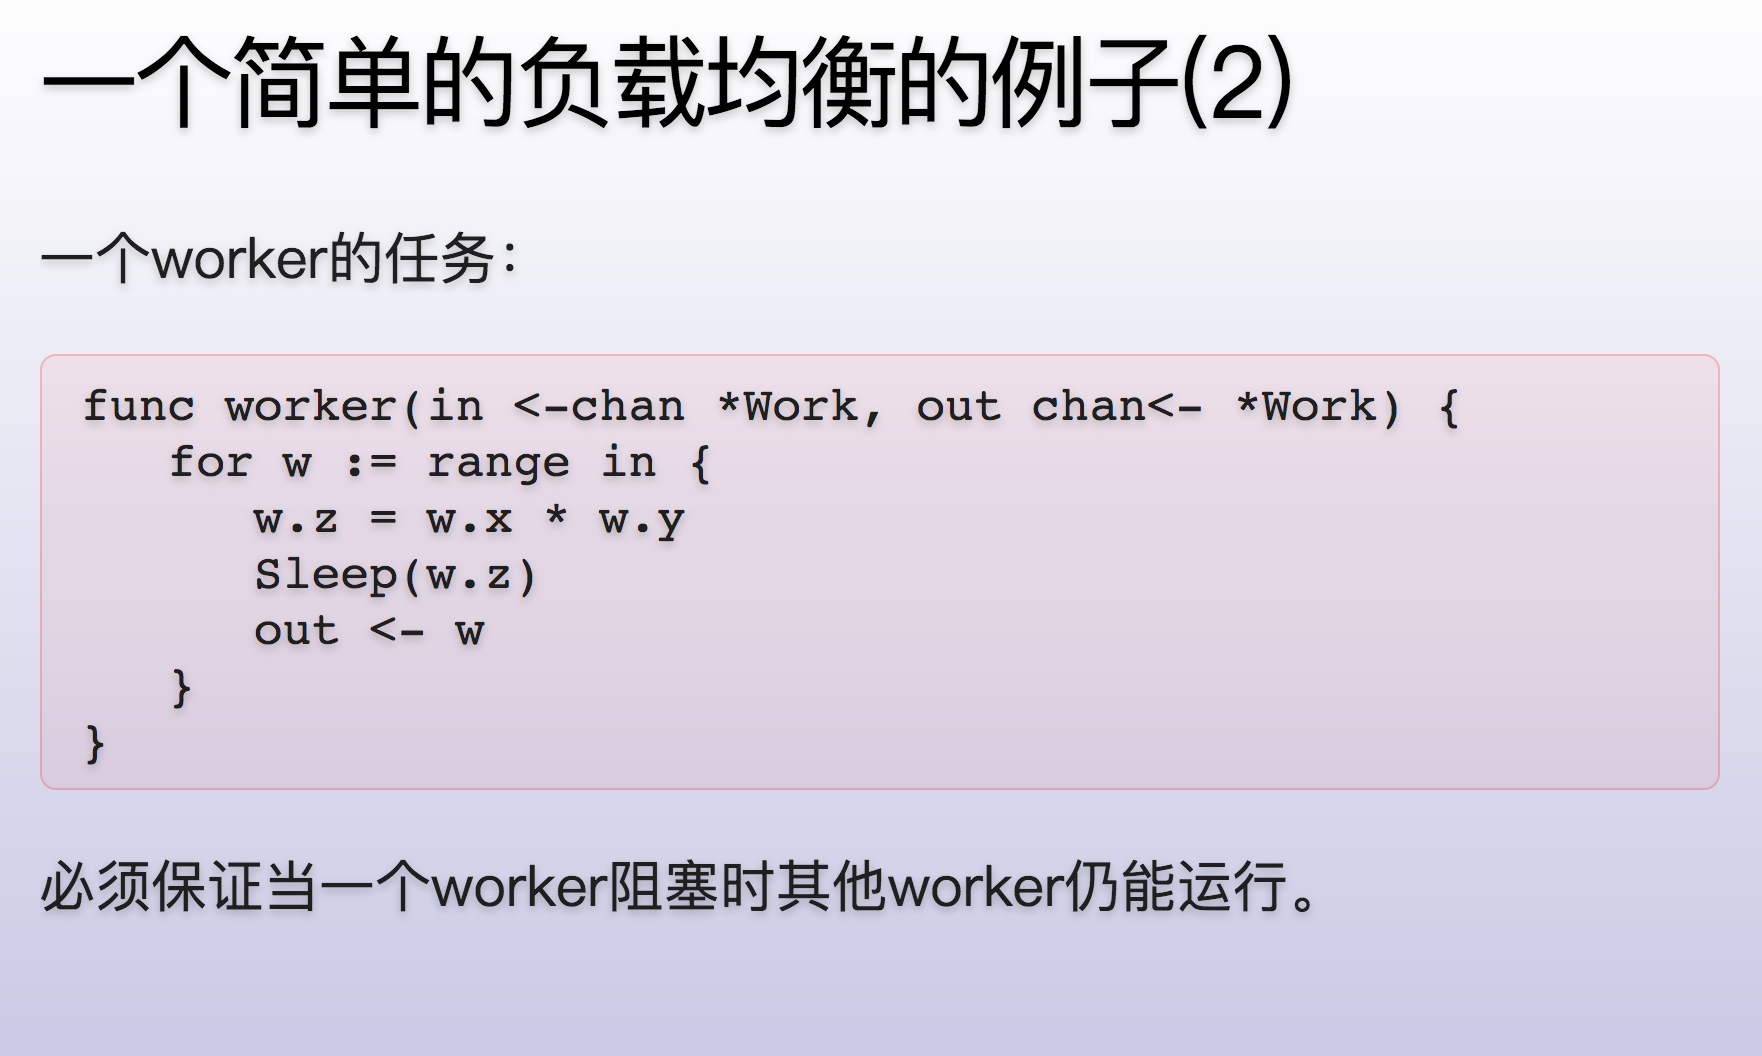 一个简单的负载均衡的例子(2)
一个worker的任务：
func worker(in <-chan *Work, out chan<- *Work) {
   for w := range in {
      w.z = w.x * w.y
      Sleep(w.z)
      out <- w
   }
}
必须保证当一个worker阻塞时其他worker仍能运行。